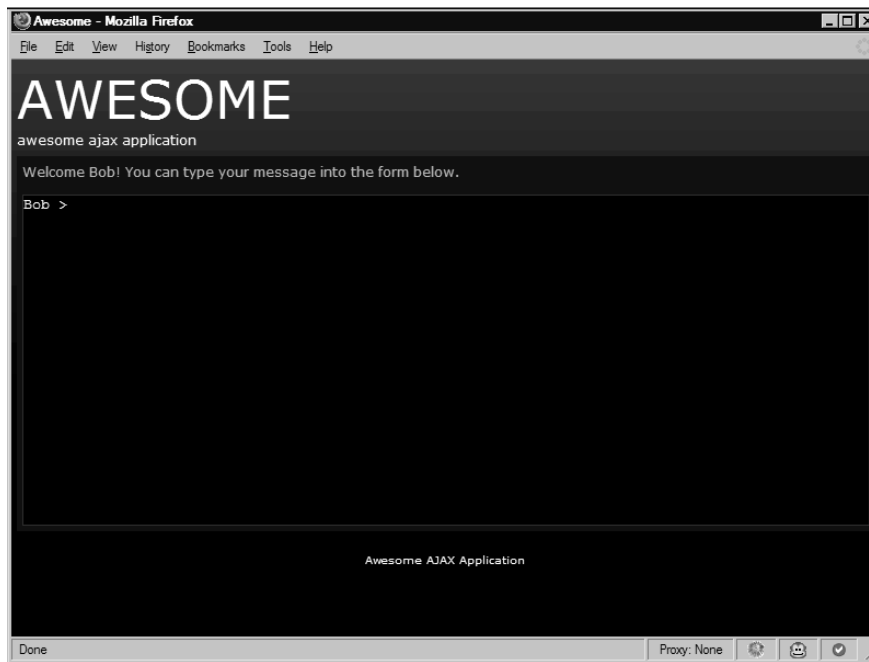 Awesome - Mozilla Firefox
File Edit View History Bookmarks Tools Help
AWESOME
awesome ajax application
Welcome Bob! You can type your message into the form below.
Bob >
Awesome AJAX Application
Done Proxy: None